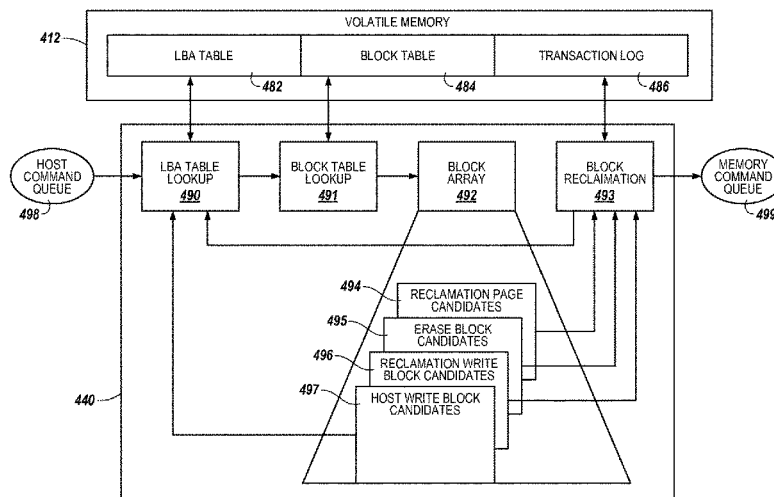 VOLATILE MEMORY
412
LBA TABLE
482
BLOCK TABLE
484
TRANSACTION LOG
486
HOST
COMMAND
QUEUE
498
LBA TABLE
LOOKUP
490
BLOCK TABLE
LOOKUP
491
BLOCK
ARRAY
492
BLOCK
RECLAMATION
493
MEMORY
COMMAND
QUEUE
499
494
RECLAMATION PAGE
CANDIDATES
495
ERASE BLOCK
CANDIDATES
496
RECLAMATION WRITE
BLOCK CANDIDATES
497
HOST WRITE BLOCK
CANDIDATES
440